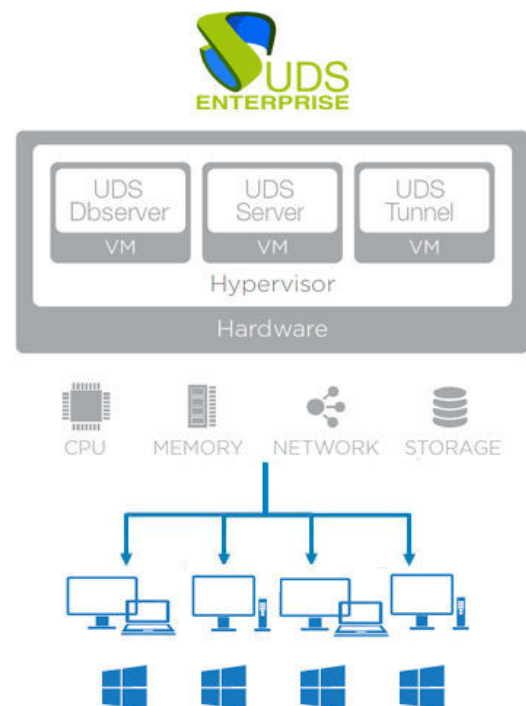 UDS
ENTERPRISE
UDS Dbserver
VM
UDS Server
VM
UDS Tunnel
VM
Hypervisor
Hardware
CPU
MEMORY
NETWORK
STORAGE